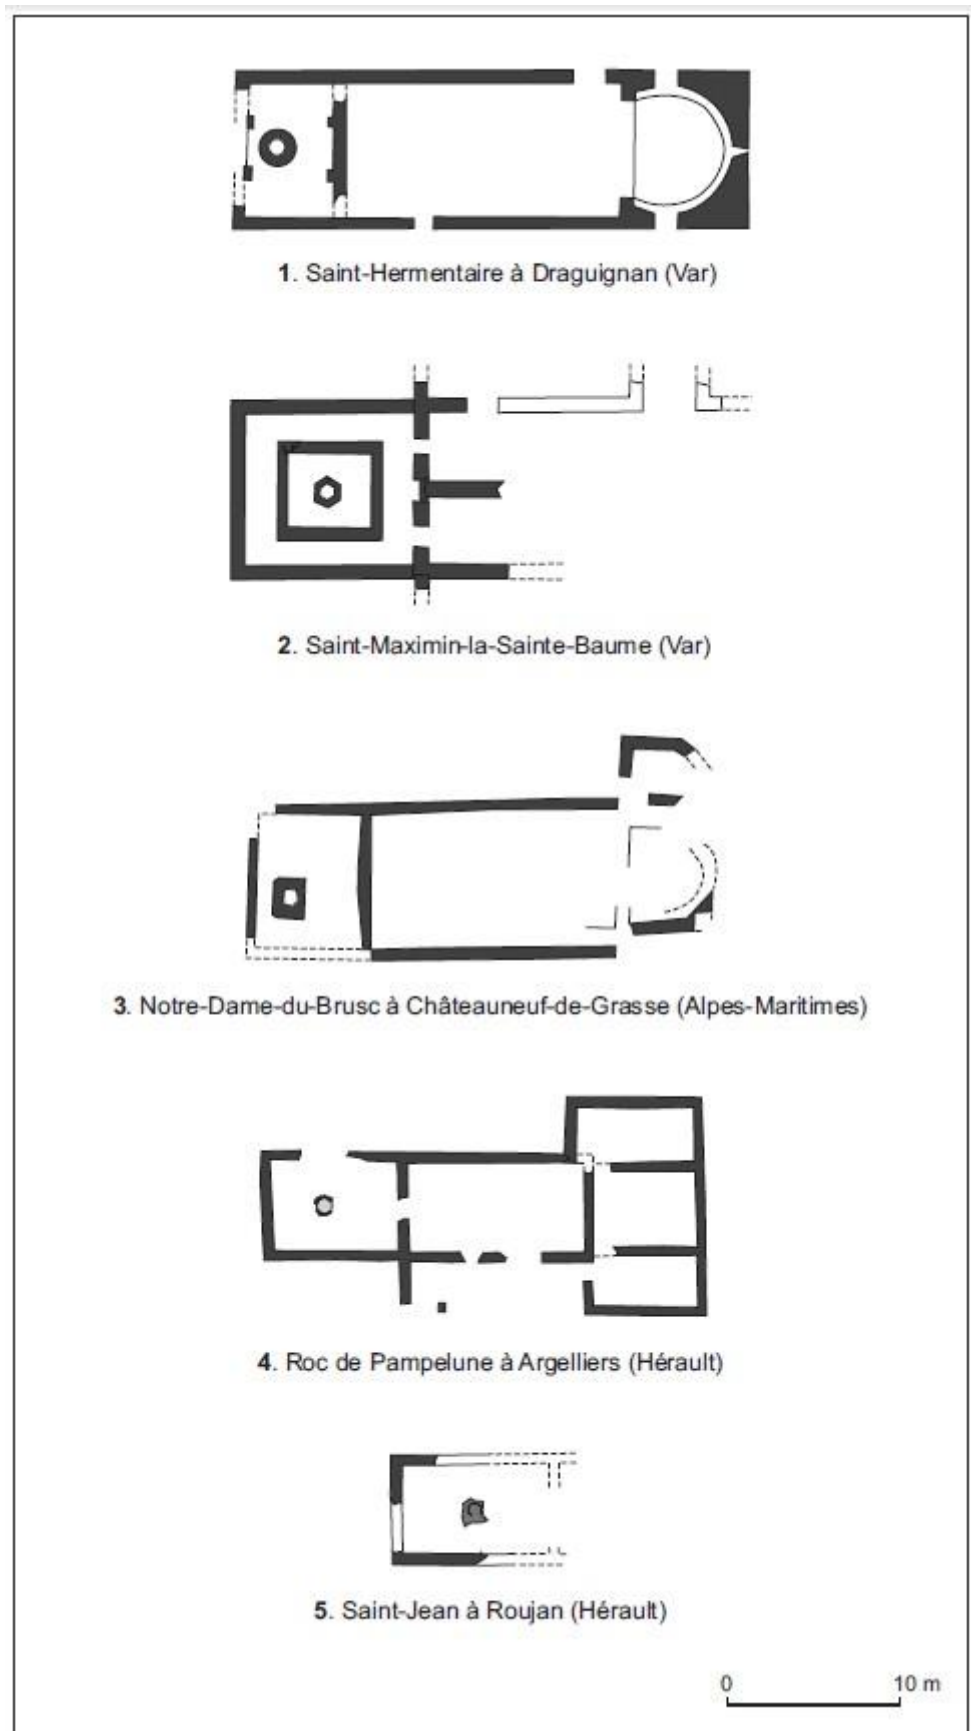 1. Saint-Hermentaire à Draguignan (Var)
2. Saint-Maximin-la-Sainte-Baume (Var)
3. Notre-Dame-du-Brusc à Châteauneuf-de-Grasse (Alpes-Maritimes)
4. Roc de Pampelune à Argelliers (Hérault)
5. Saint-Jean à Roujan (Hérault)
0 10 m